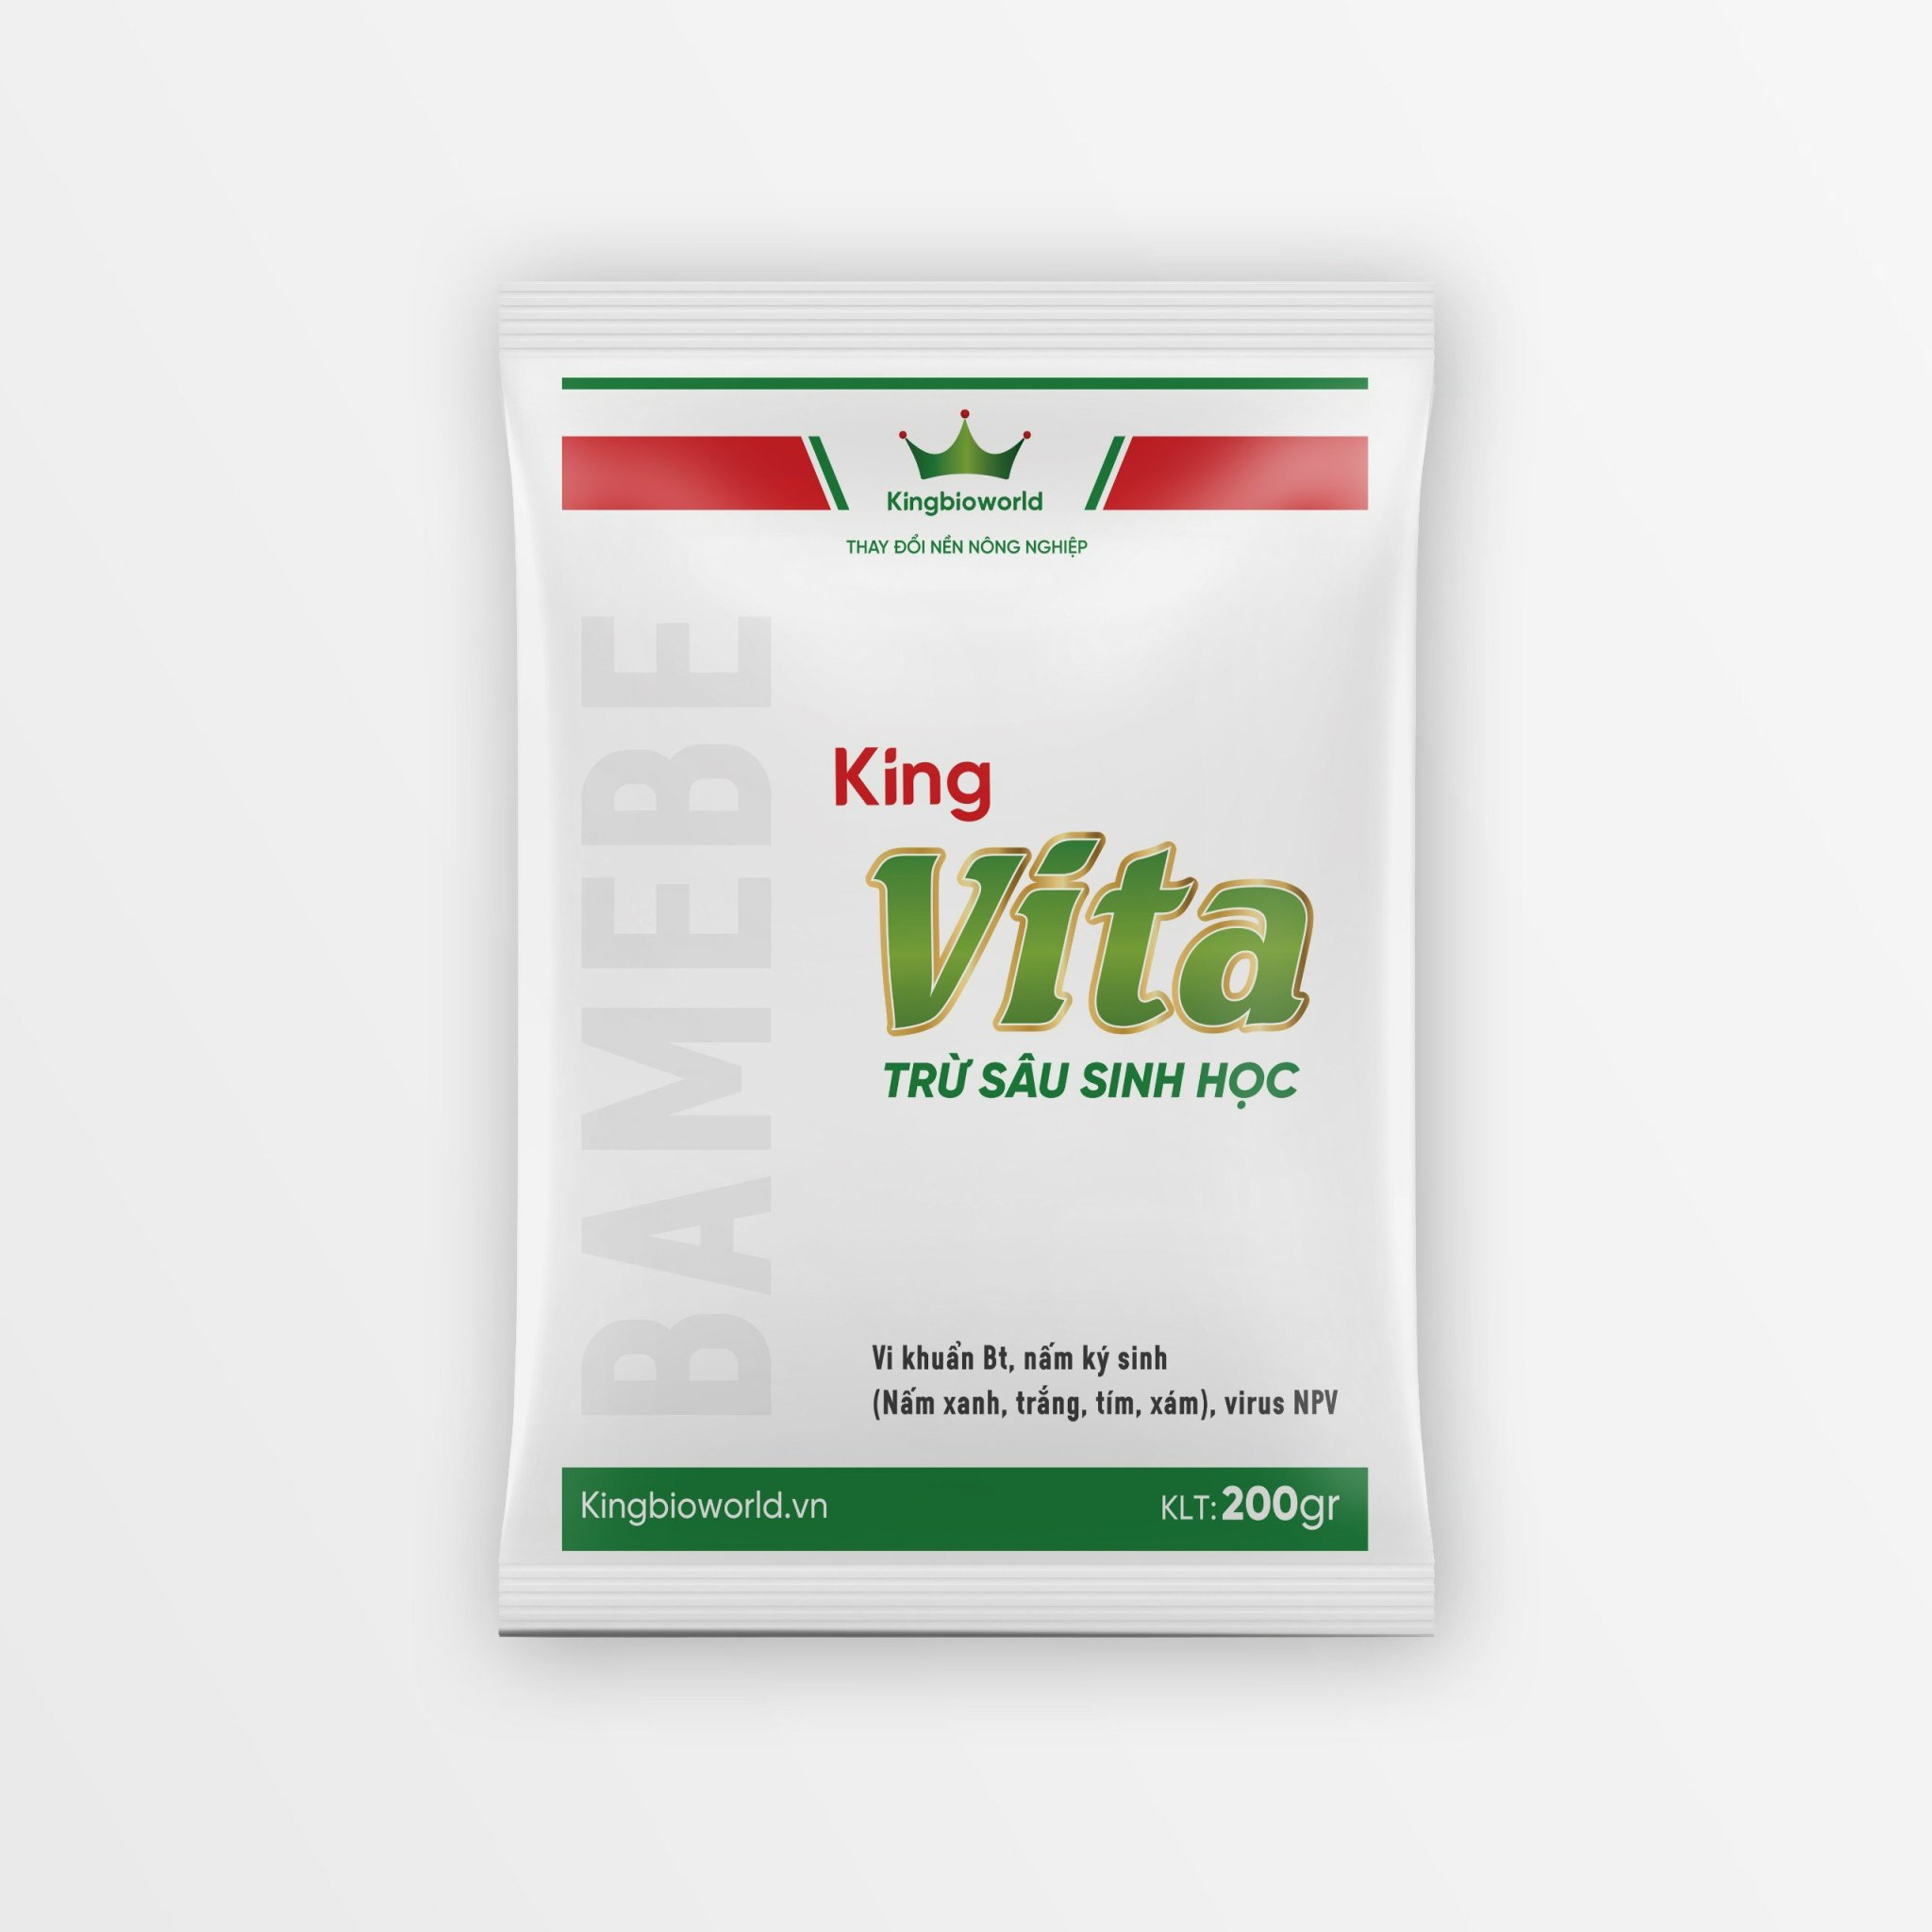 Kingbioworld
THAY ĐỔI NỀN NÔNG NGHIỆP
BAMEBE
King
Vita
TRỪ SÂU SINH HỌC
Vi khuẩn Bt, nấm ký sinh
(Nấm xanh, trắng, tím, xám), virus NPV
Kingbioworld.vn
KLT: 200gr